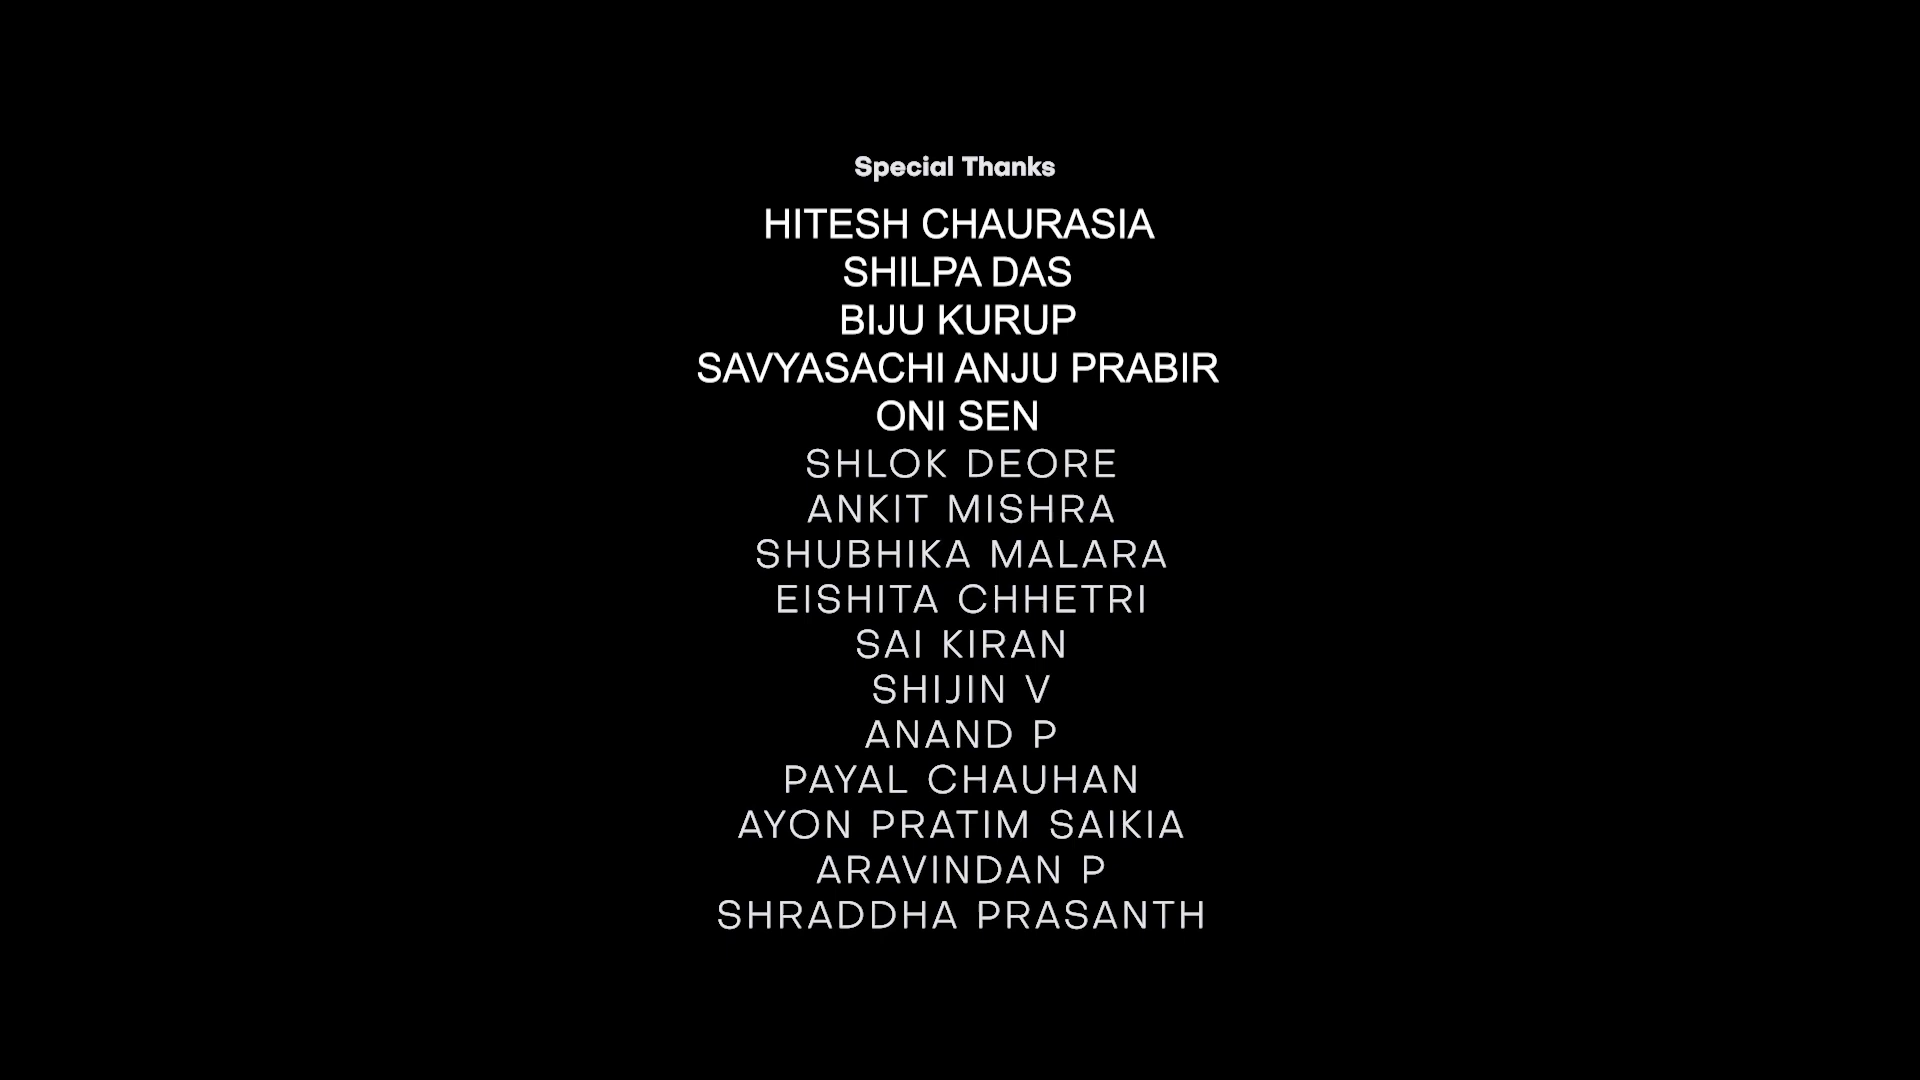 Special Thanks
HITESH CHAURASIA
SHILPA DAS
BIJU KURUP
SAVYASACHI ANJU PRABIR
ONI SEN
SHLOK DEORE
ANKIT MISHRA
SHUBHIKA MALARA
EISHITA CHHETRI
SAI KIRAN
SHIJIN V
ANAND P
PAYAL CHAUHAN
AYON PRATIM SAIKIA
ARAVINDAN P
SHRADDHA PRASANTH